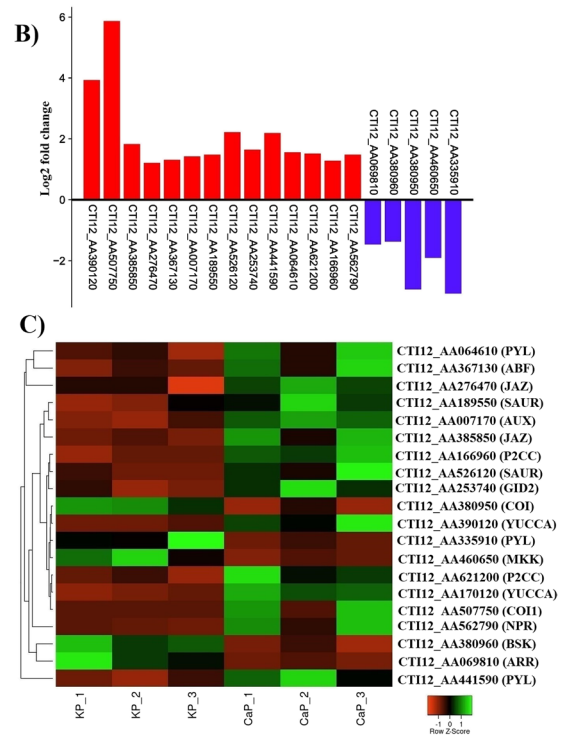 B)
Log2 fold change
6
4
2
0
−2
CTI12_AA390120
CTI12_AA507750
CTI12_AA385850
CTI12_AA276470
CTI12_AA367130
CTI12_AA007170
CTI12_AA189550
CTI12_AA526120
CTI12_AA253740
CTI12_AA441590
CTI12_AA064610
CTI12_AA621200
CTI12_AA166960
CTI12_AA562790
CTI12_AA069810
CTI12_AA380960
CTI12_AA380950
CTI12_AA460650
CTI12_AA335910
C)
CTI12_AA064610 (PYL)
CTI12_AA367130 (ABF)
CTI12_AA276470 (JAZ)
CTI12_AA189550 (SAUR)
CTI12_AA007170 (AUX)
CTI12_AA385850 (JAZ)
CTI12_AA166960 (P2CC)
CTI12_AA526120 (SAUR)
CTI12_AA253740 (GID2)
CTI12_AA380950 (COI)
CTI12_AA390120 (YUCCA)
CTI12_AA335910 (PYL)
CTI12_AA460650 (MKK)
CTI12_AA621200 (P2CC)
CTI12_AA170120 (YUCCA)
CTI12_AA507750 (COI1)
CTI12_AA562790 (NPR)
CTI12_AA380960 (BSK)
CTI12_AA069810 (ARR)
CTI12_AA441590 (PYL)
KP_1
KP_2
KP_3
CaP_1
CaP_2
CaP_3
-1 0 1
Row Z-Score